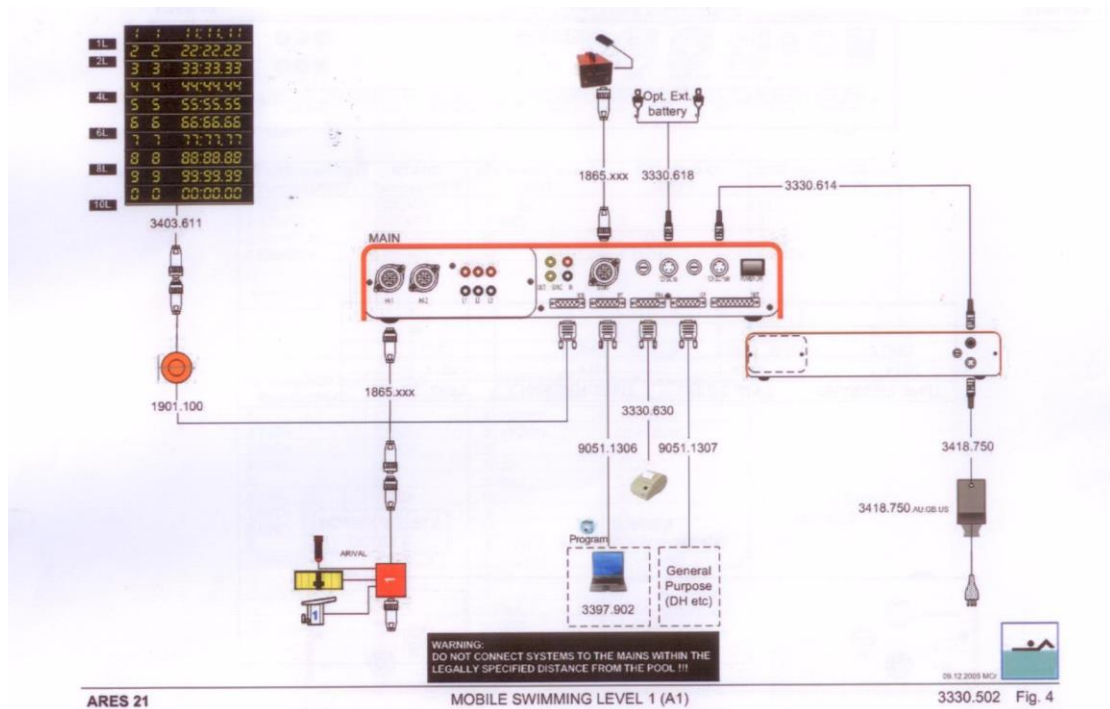 1 1 11:11.11
1L
2 2 22:22.22
2L
3 3 33:33.33
4 4 44:44.44
4L
5 5 55:55.55
6 6 66:66.66
6L
7 7 77:77.77
8 8 88:88.88
8L
9 9 99:99.99
0 0 00:00.00
10L
3403.611
Opt. Ext.
battery
1865.xxx
3330.618
3330.614
MAIN
1901.100
1865.xxx
3330.630
9051.1306
9051.1307
3418.750
3418.750.AU.GB.US
Program
3397.902
General
Purpose
(DH etc)
ARIVAL
1
1
WARNING:
DO NOT CONNECT SYSTEMS TO THE MAINS WITHIN THE
LEGALLY SPECIFIED DISTANCE FROM THE POOL !!!
09.12.2005 MCr
ARES 21
MOBILE SWIMMING LEVEL 1 (A1)
3330.502 Fig. 4